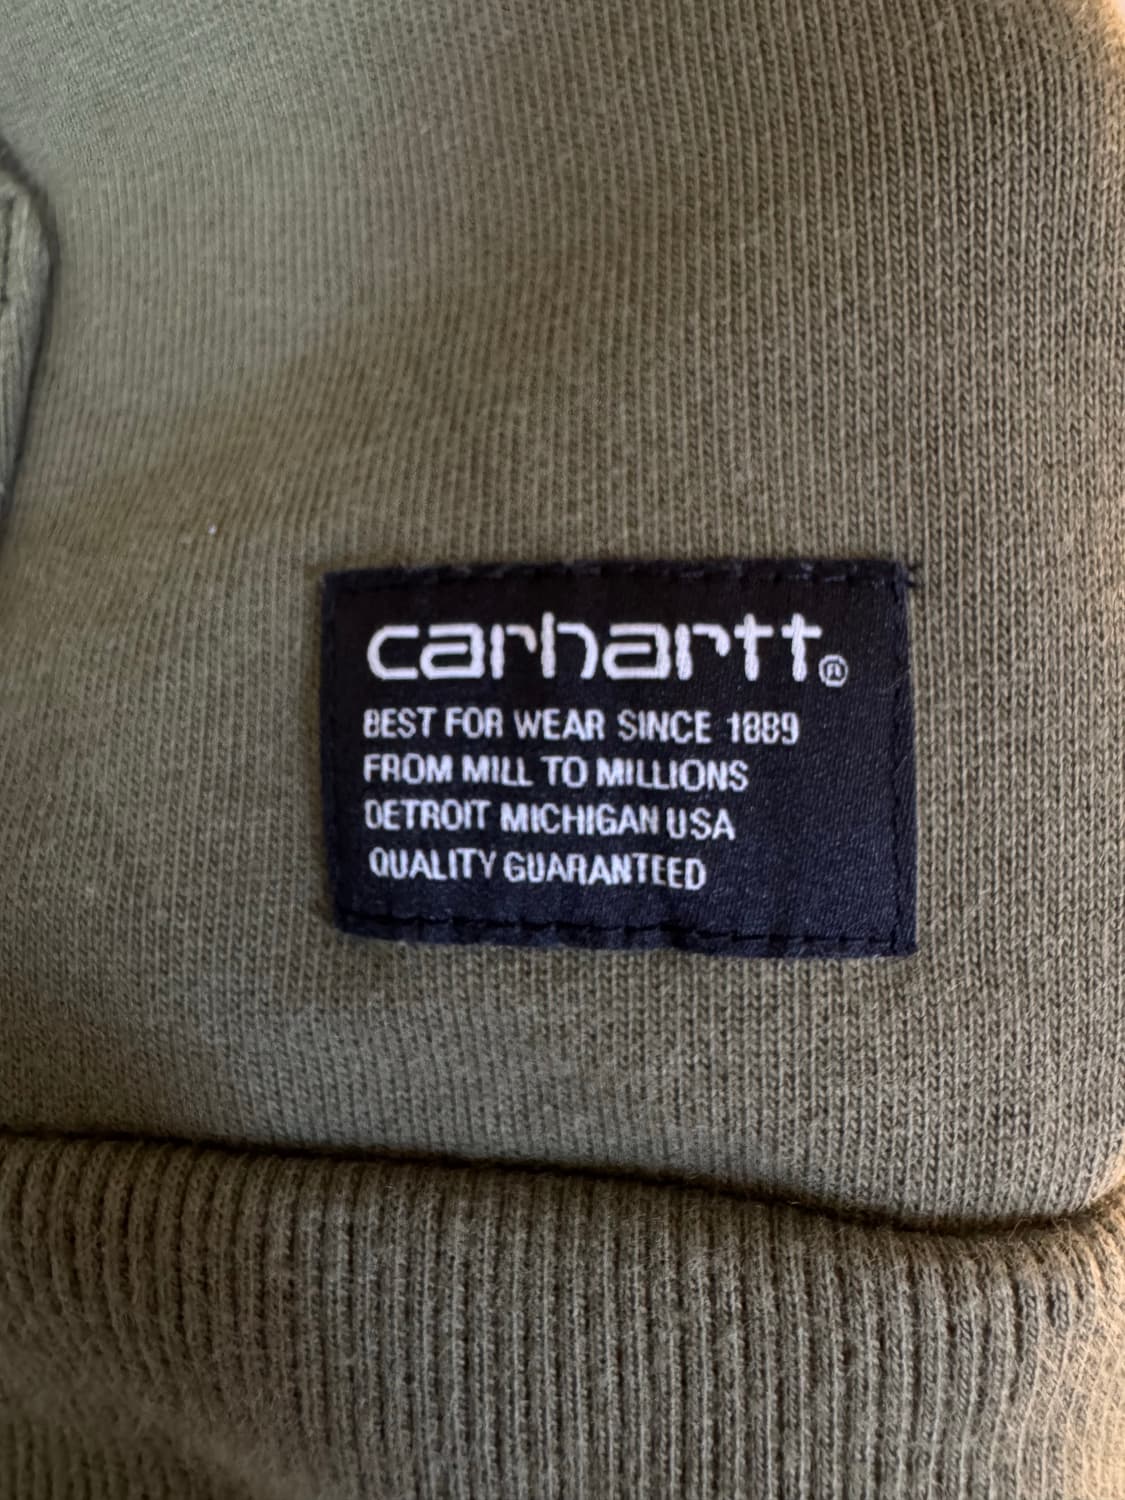 carhartt®
BEST FOR WEAR SINCE 1889
FROM MILL TO MILLIONS
DETROIT MICHIGAN USA
QUALITY GUARANTEED